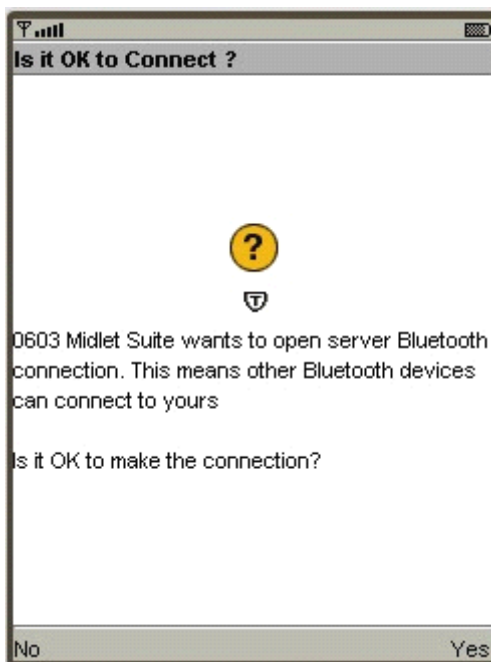 Is it OK to Connect ?
?
T
0603 Midlet Suite wants to open server Bluetooth
connection. This means other Bluetooth devices
can connect to yours
Is it OK to make the connection?
No
Yes